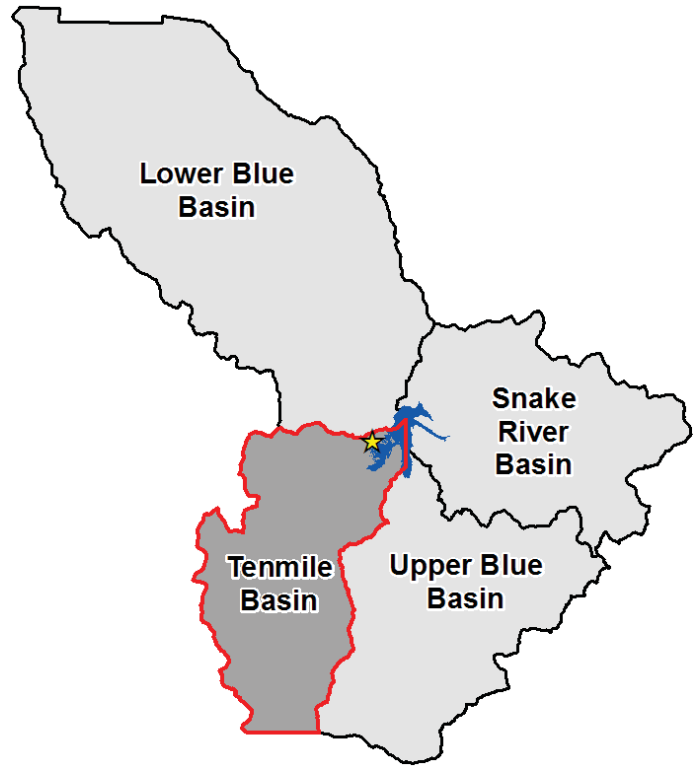 Lower Blue
Basin
Snake
River
Basin
Tenmile
Basin
Upper Blue
Basin